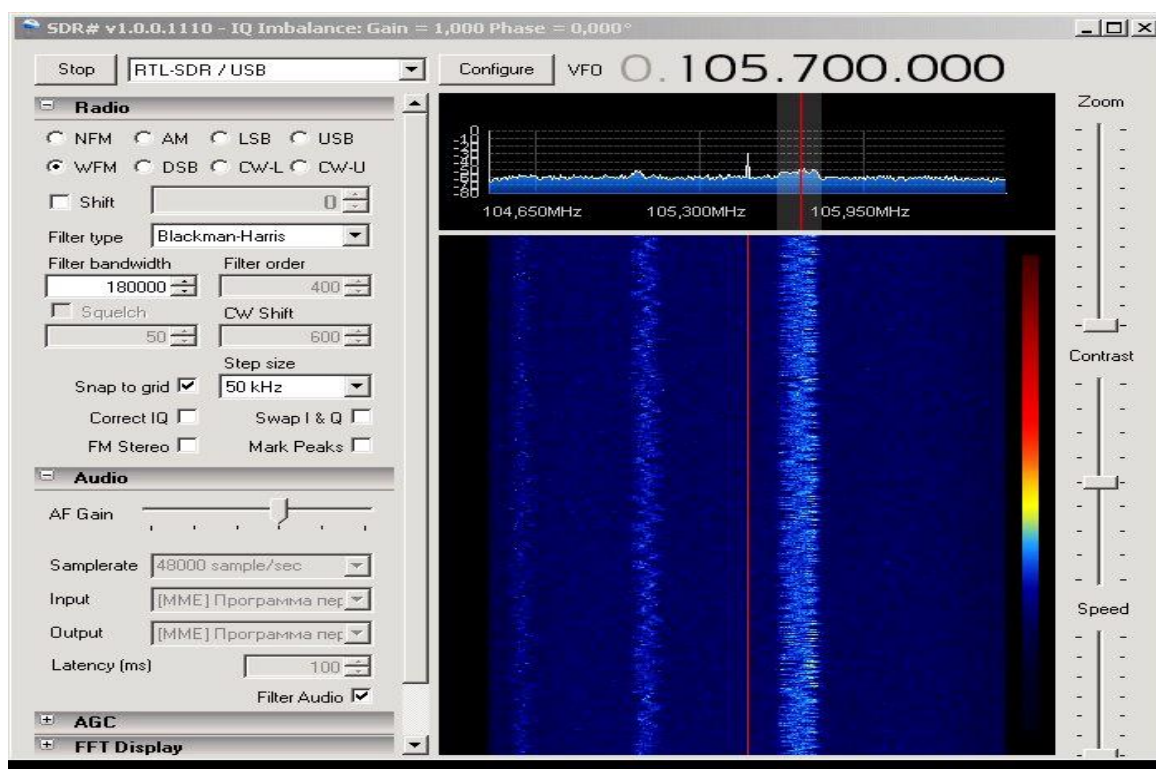 SDR# v1.0.0.1110 - IQ Imbalance: Gain = 1,000 Phase = 0,000°
Stop RTL-SDR / USB Configure VFO 0.105.700.000
Radio
NFM AM LSB USB
WFM DSB CW-L CW-U
Shift 0
Filter type Blackman-Harris
Filter bandwidth Filter order
180000 400
Squelch CW Shift
50 600
Step size
Snap to grid 50 kHz
Correct IQ Swap I & Q
FM Stereo Mark Peaks
Audio
AF Gain
Samplerate 48000 sample/sec
Input [MME] Программа пер
Output [MME] Программа пер
Latency (ms) 100
Filter Audio
AGC
FFT Display
0
104,650MHz 105,300MHz 105,950MHz
Zoom
Contrast
Speed